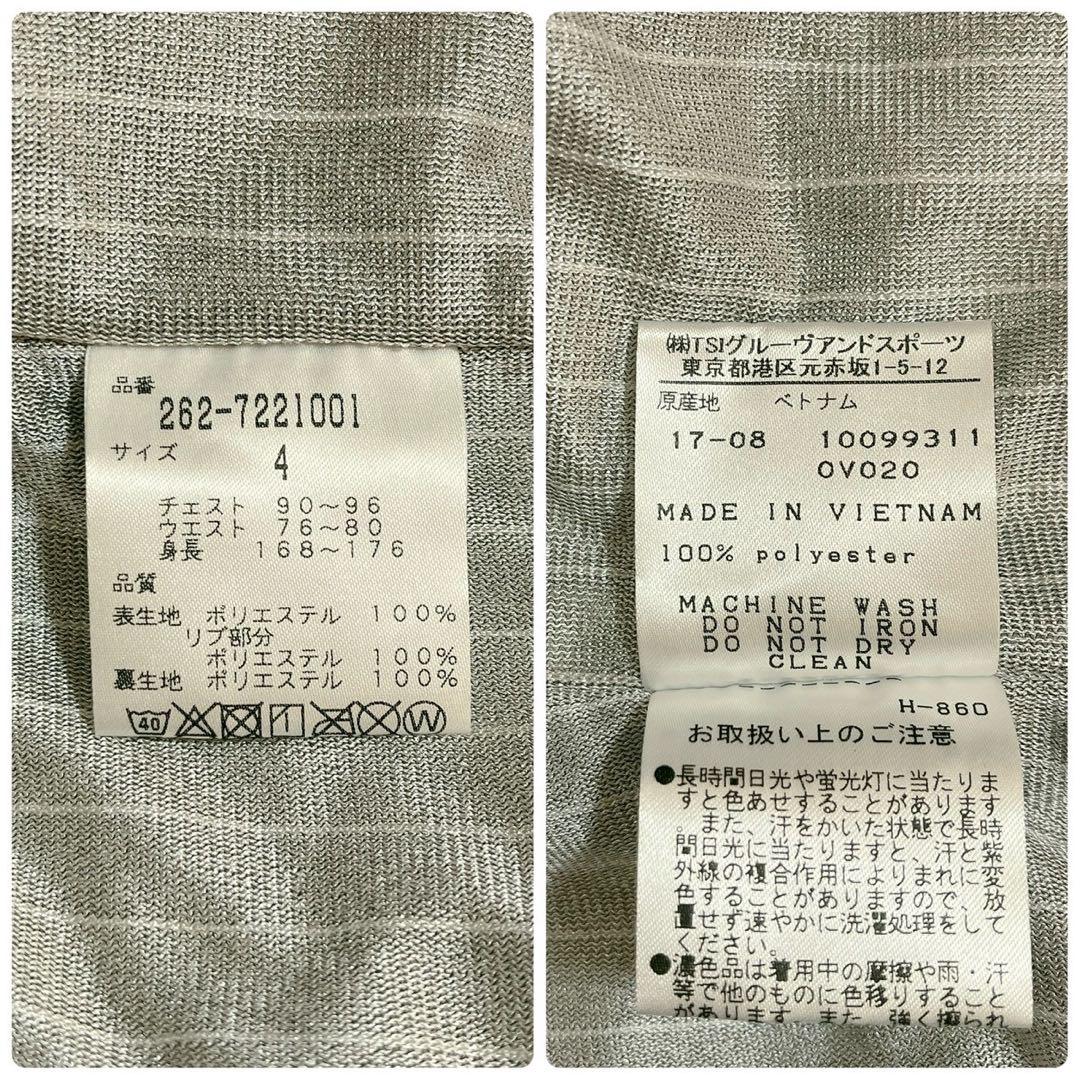 品番
262-7221001
サイズ
4
チェスト 90~96
ウエスト 76~80
身長 168~176
品質
表生地 ポリエステル 100%
リブ部分
ポリエステル 100%
裏生地 ポリエステル 100%
40 W
㈱TSIグルーヴアンドスポーツ
東京都港区元赤坂1-5-12
原産地 ベトナム
17-08 10099311
0V020
MADE IN VIETNAM
100% polyester
MACHINE WASH
DO NOT IRON
DO NOT DRY
CLEAN
H-860
お取扱い上のご注意
●長時間日光や蛍光灯に当たりま
すと色あせすることがあります
。また、汗をかいた状態で長時
間日光に当たりますと、汗と紫
外線の複合作用によりまれに変
色することがありますので、放
置せず速やかに洗濯処理をして
ください。
●濃色品は着用中の摩擦や雨・汗
等で他のものに色移りすること
があります。また、強く擦られ